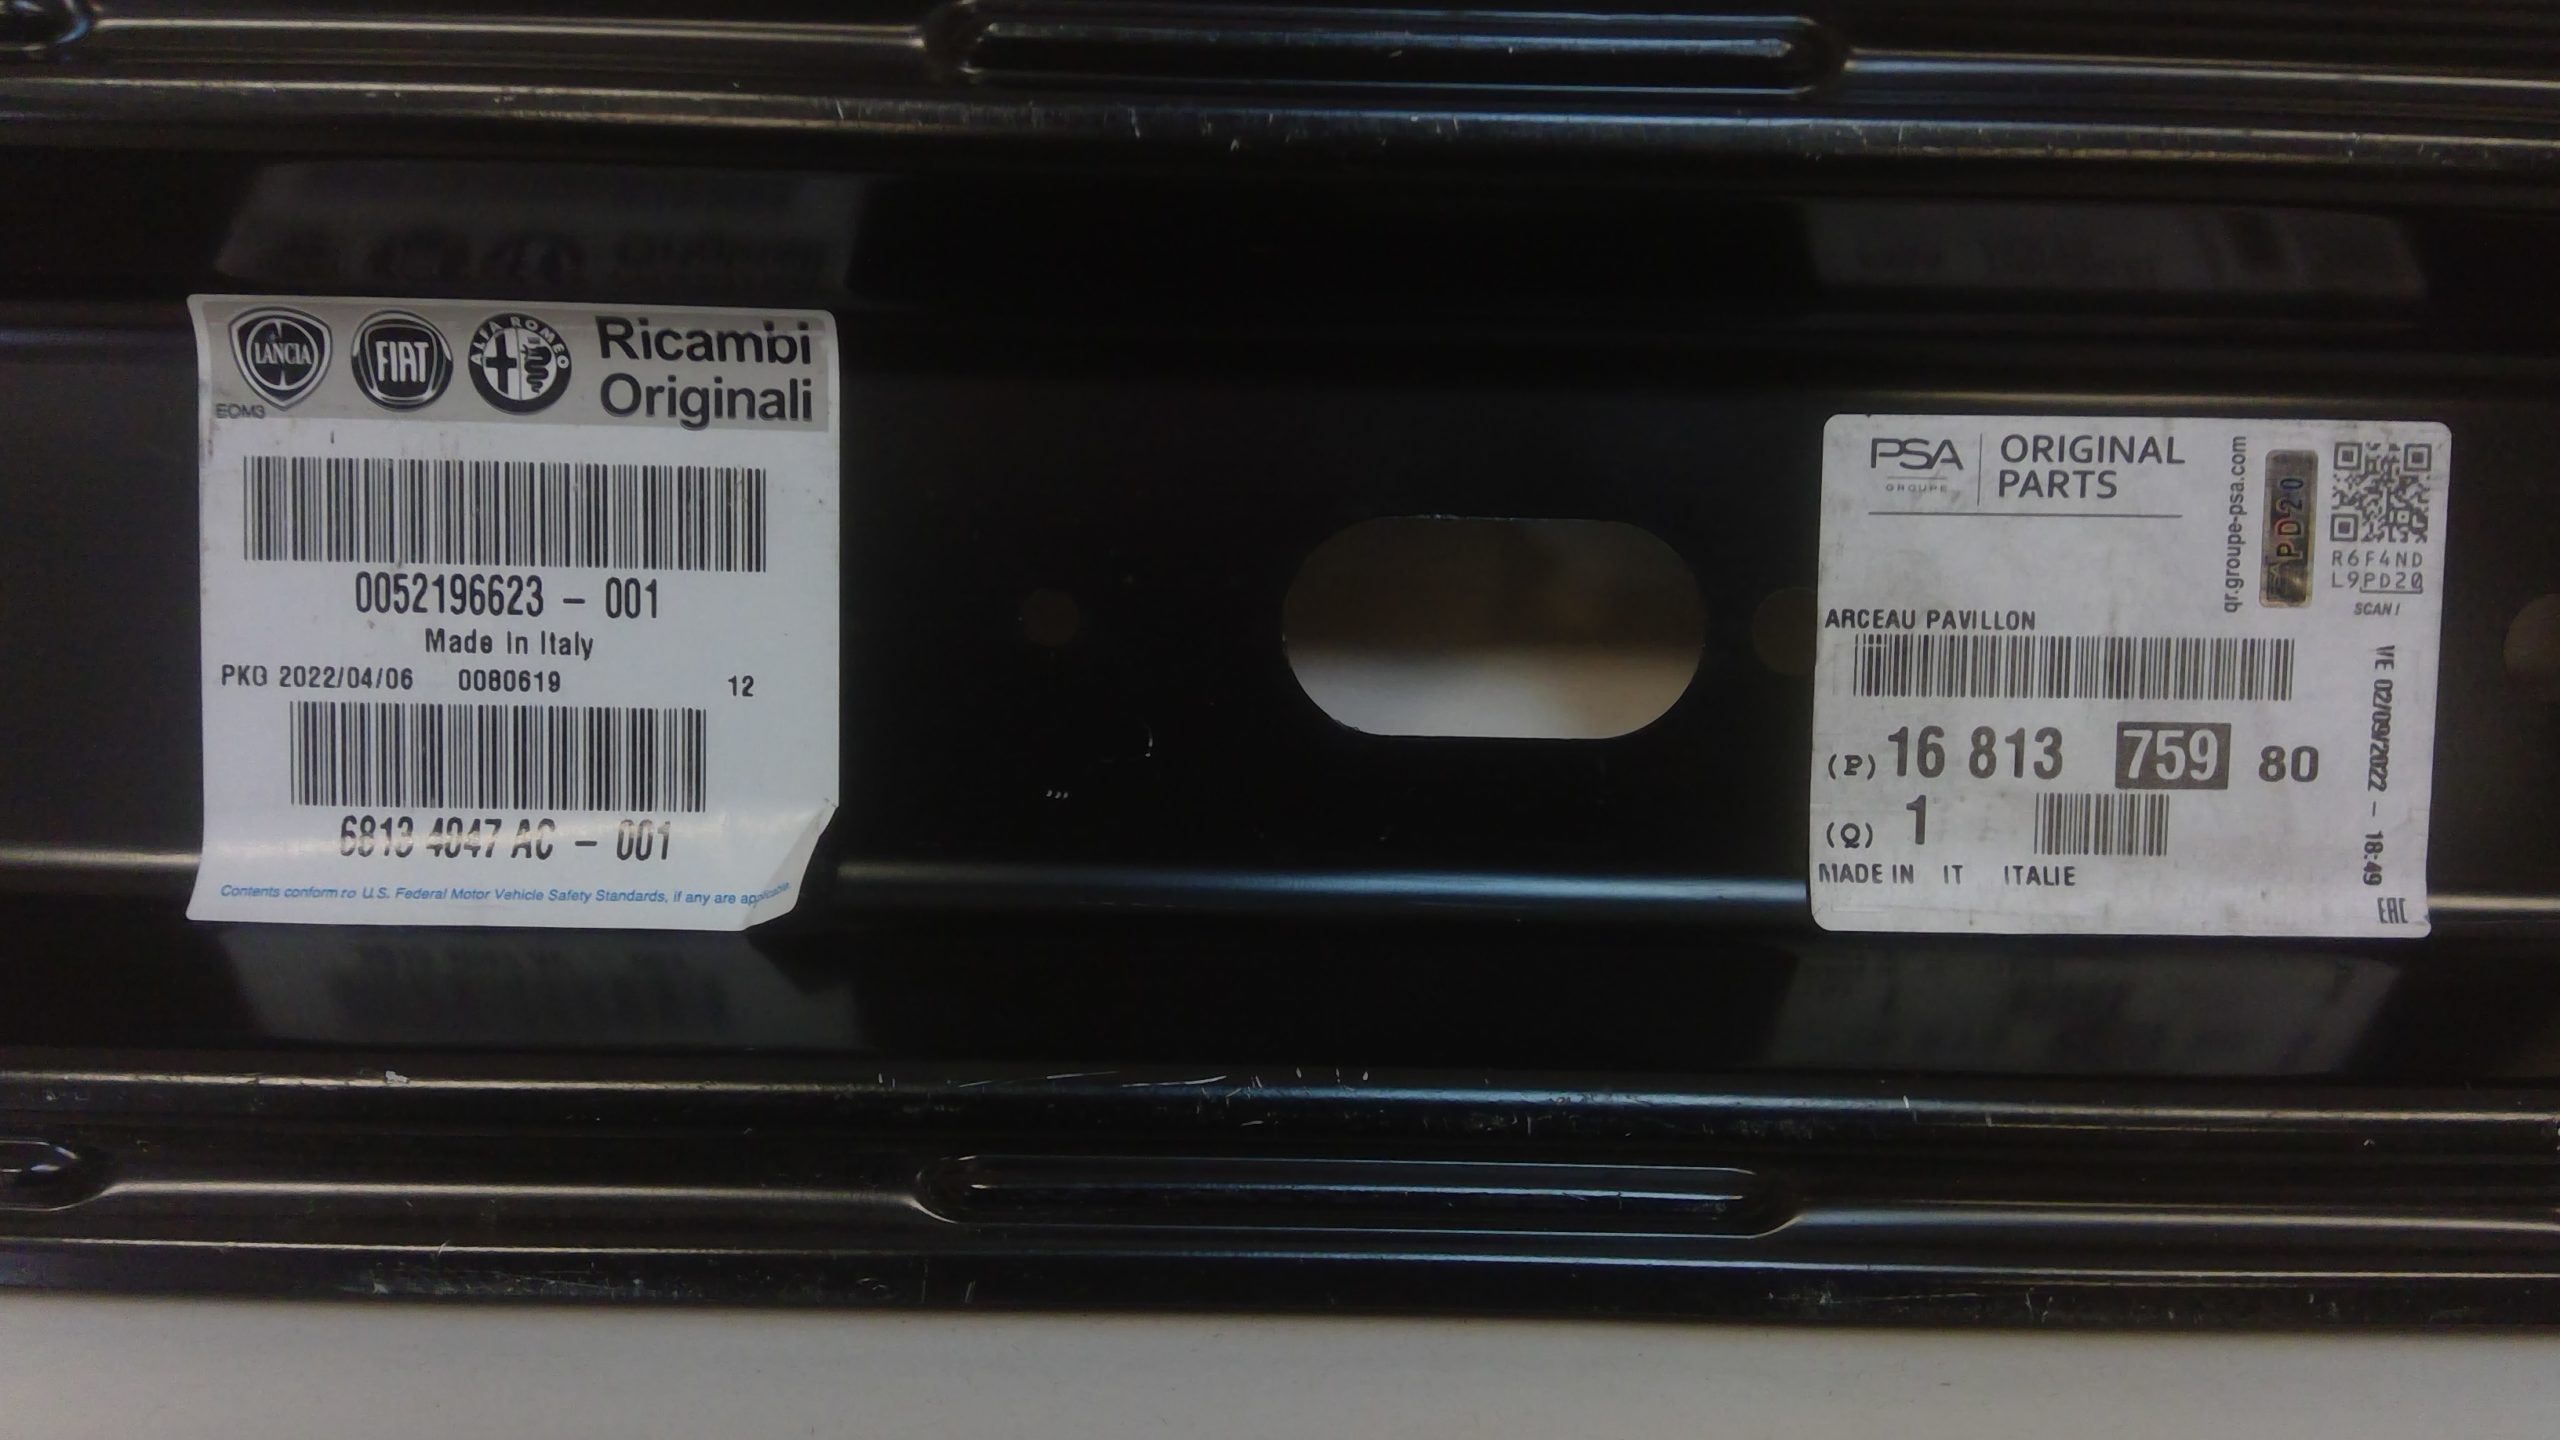 LANCIA
FIAT
ALFA ROMEO
Ricambi
Originali
EOM3
0052196623 - 001
Made In Italy
PKG 2022/04/06 0080619 12
6813 4047 AC - 001
Contents conform to U.S. Federal Motor Vehicle Safety Standards, if any are applicable.
PSA
GROUPE
ORIGINAL
PARTS
qr.groupe-psa.com
PD20
R6F4ND
L9PD20
SCAN!
ARCEAU PAVILLON
(P) 16 813 759 80
(Q) 1
MADE IN IT ITALIE
VE 02/09/2022 - 18:49
EAC